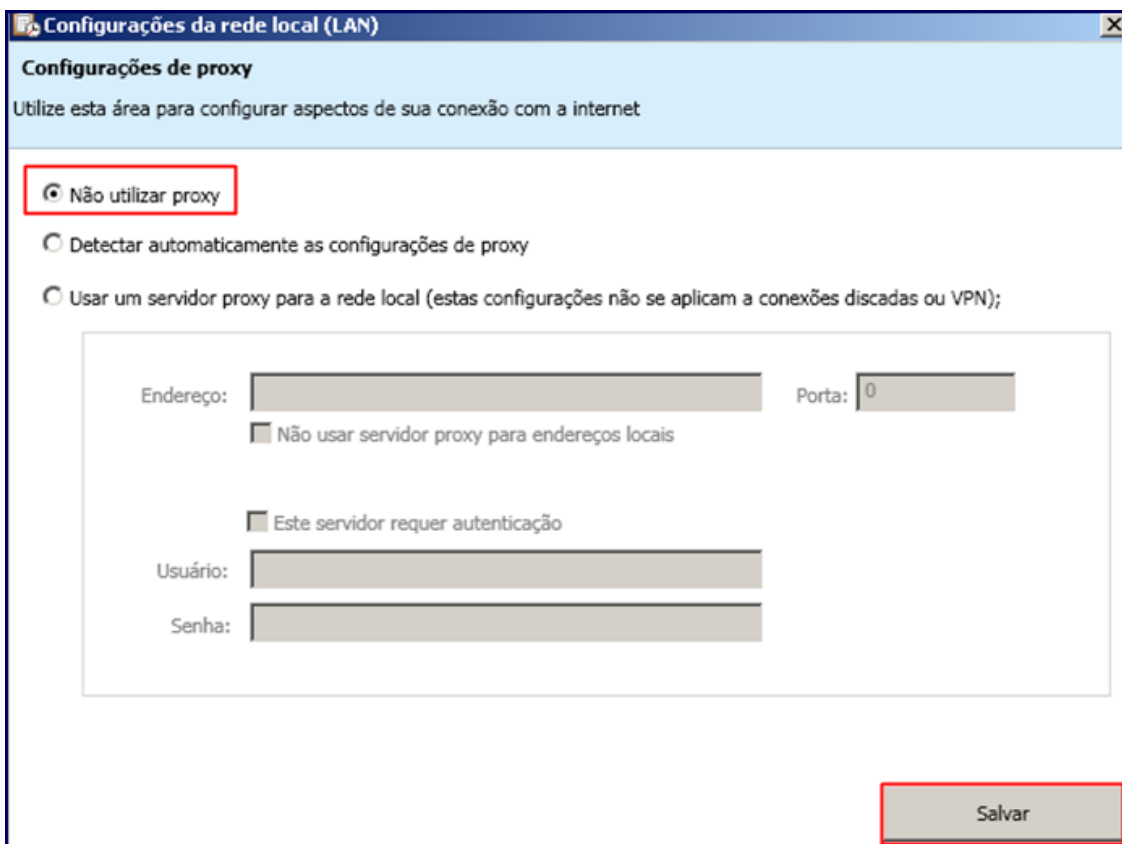 Configurações da rede local (LAN)
Configurações de proxy
Utilize esta área para configurar aspectos de sua conexão com a internet
Não utilizar proxy
Detectar automaticamente as configurações de proxy
Usar um servidor proxy para a rede local (estas configurações não se aplicam a conexões discadas ou VPN);
Endereço: Porta: 0
Não usar servidor proxy para endereços locais
Este servidor requer autenticação
Usuário:
Senha:
Salvar